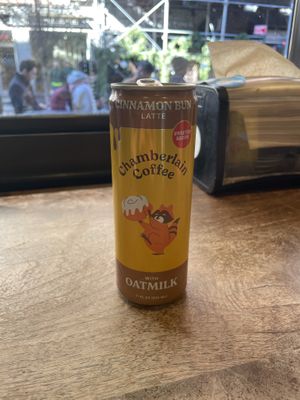 CINNAMON BUN
LATTE
Chamberlain
Coffee
WITH
OATMILK